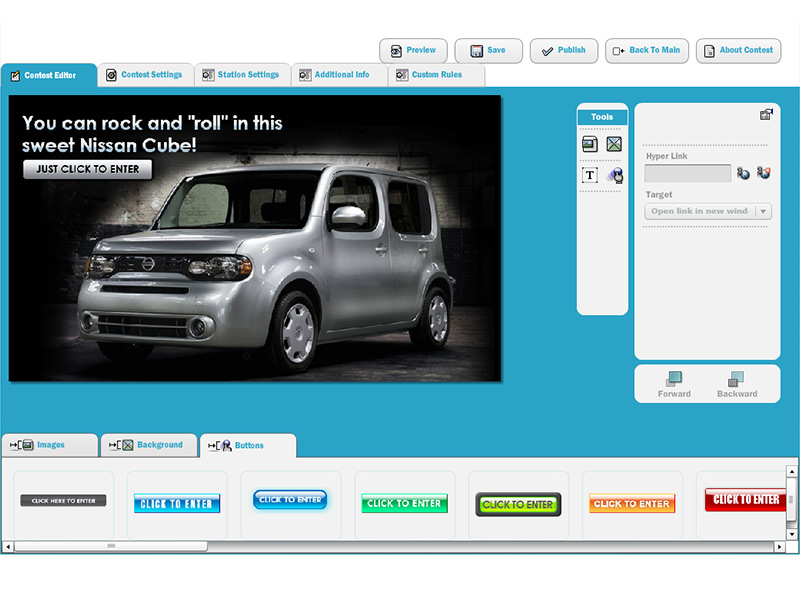 Preview
Save
Publish
Back To Main
About Contest
Contest Editor
Contest Settings
Station Settings
Additional Info
Custom Rules
You can rock and "roll" in this
sweet Nissan Cube!
JUST CLICK TO ENTER
Tools
T
Hyper Link
Target
Open link in new wind
Forward
Backward
Images
Background
Buttons
CLICK HERE TO ENTER
CLICK TO ENTER
CLICK TO ENTER
CLICK TO ENTER
CLICK TO ENTER
CLICK TO ENTER
CLICK TO ENTER